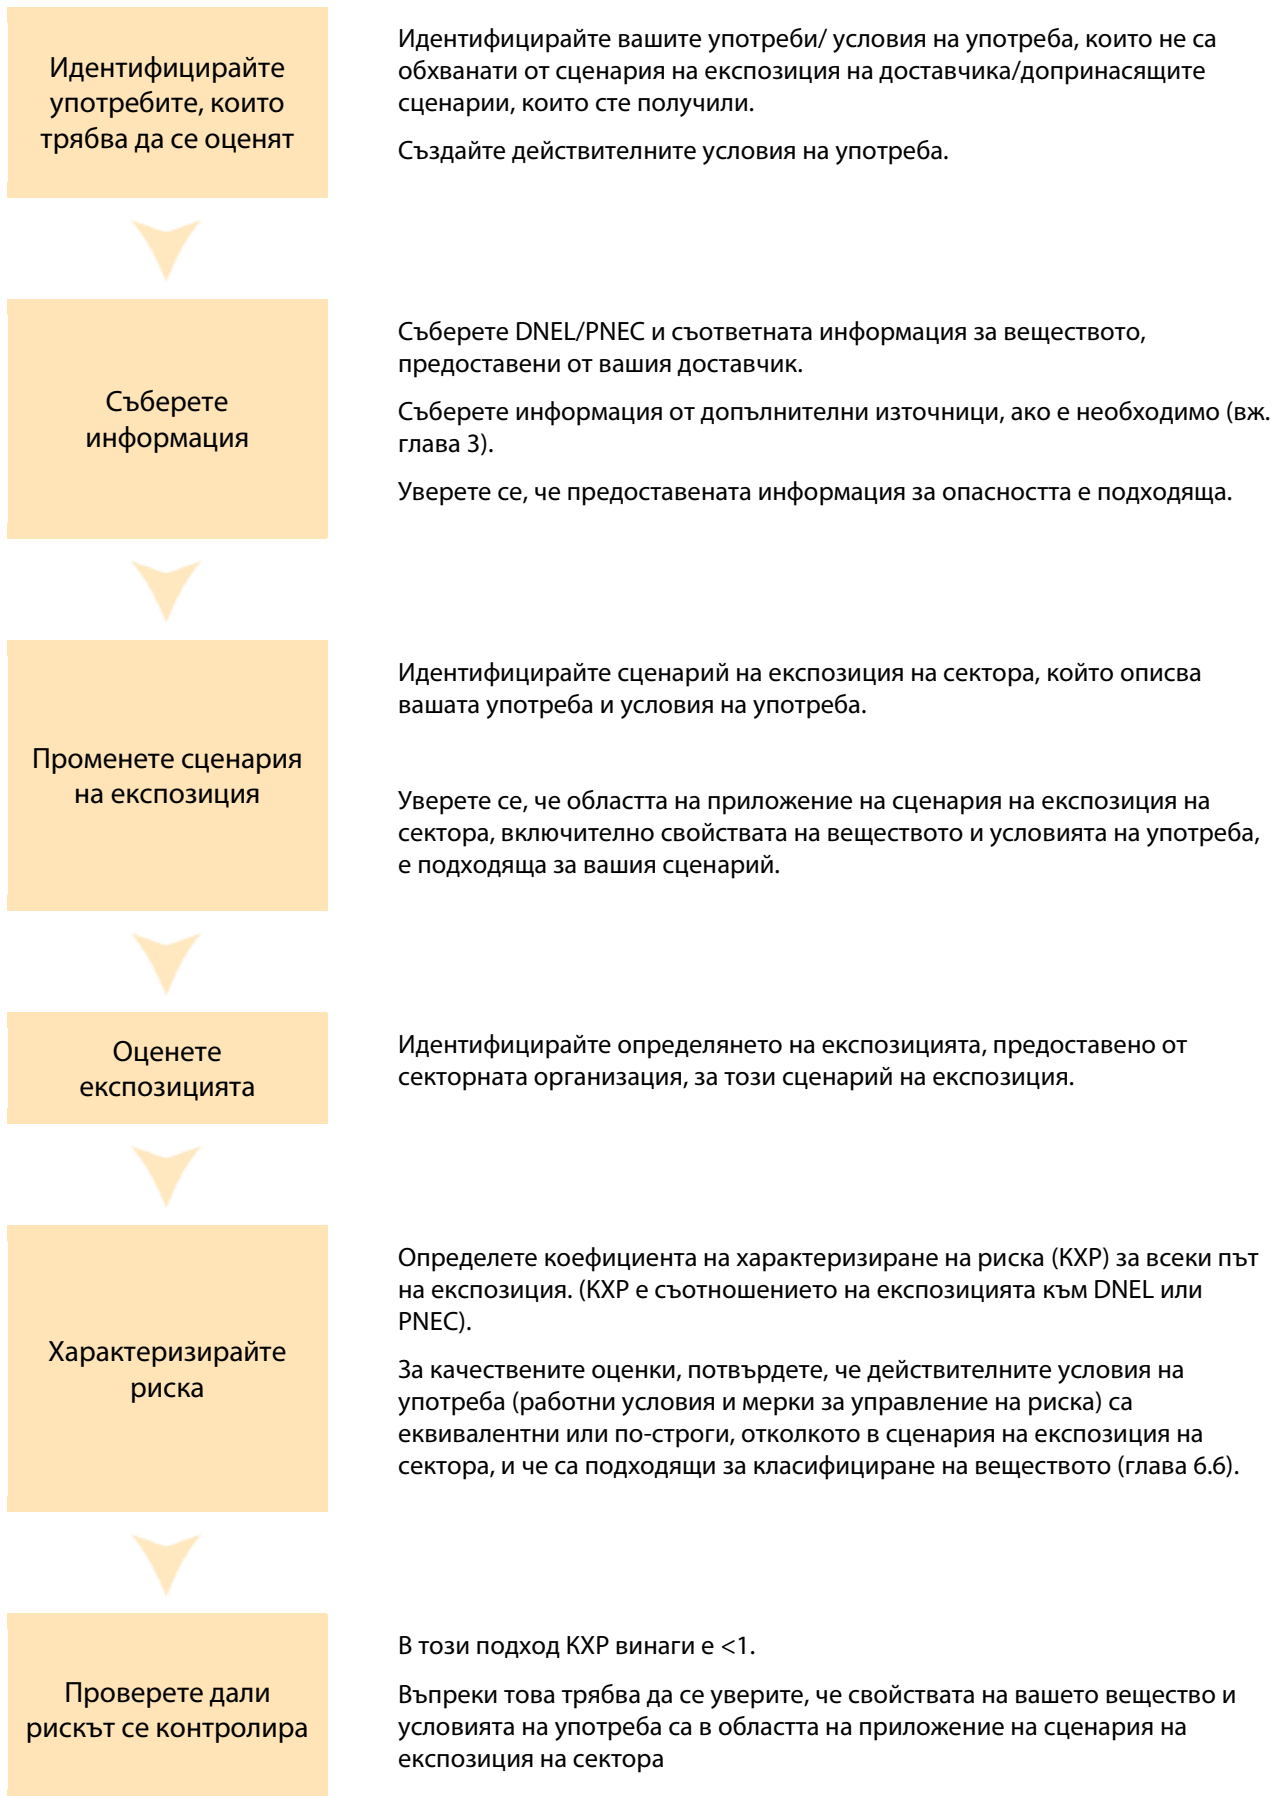 Идентифицирайте
употребите, които
трябва да се оценят
Идентифицирайте вашите употреби/ условия на употреба, които не са
обхванати от сценария на експозиция на доставчика/допринасящите
сценарии, които сте получили.
Създайте действителните условия на употреба.
Съберете
информация
Съберете DNEL/PNEC и съответната информация за веществото,
предоставени от вашия доставчик.
Съберете информация от допълнителни източници, ако е необходимо (вж.
глава 3).
Уверете се, че предоставената информация за опасността е подходяща.
Променете сценария
на експозиция
Идентифицирайте сценарий на експозиция на сектора, който описва
вашата употреба и условия на употреба.
Уверете се, че областта на приложение на сценария на експозиция на
сектора, включително свойствата на веществото и условията на употреба,
е подходяща за вашия сценарий.
Оценете
експозицията
Идентифицирайте определянето на експозицията, предоставено от
секторната организация, за този сценарий на експозиция.
Характеризирайте
риска
Определете коефициента на характеризиране на риска (КХР) за всеки път
на експозиция. (КХР е съотношението на експозицията към DNEL или
PNEC).
За качествените оценки, потвърдете, че действителните условия на
употреба (работни условия и мерки за управление на риска) са
еквивалентни или по-строги, отколкото в сценария на експозиция на
сектора, и че са подходящи за класифициране на веществото (глава 6.6).
Проверете дали
рискът се контролира
В този подход КХР винаги е <1.
Въпреки това трябва да се уверите, че свойствата на вашето вещество и
условията на употреба са в областта на приложение на сценария на
експозиция на сектора